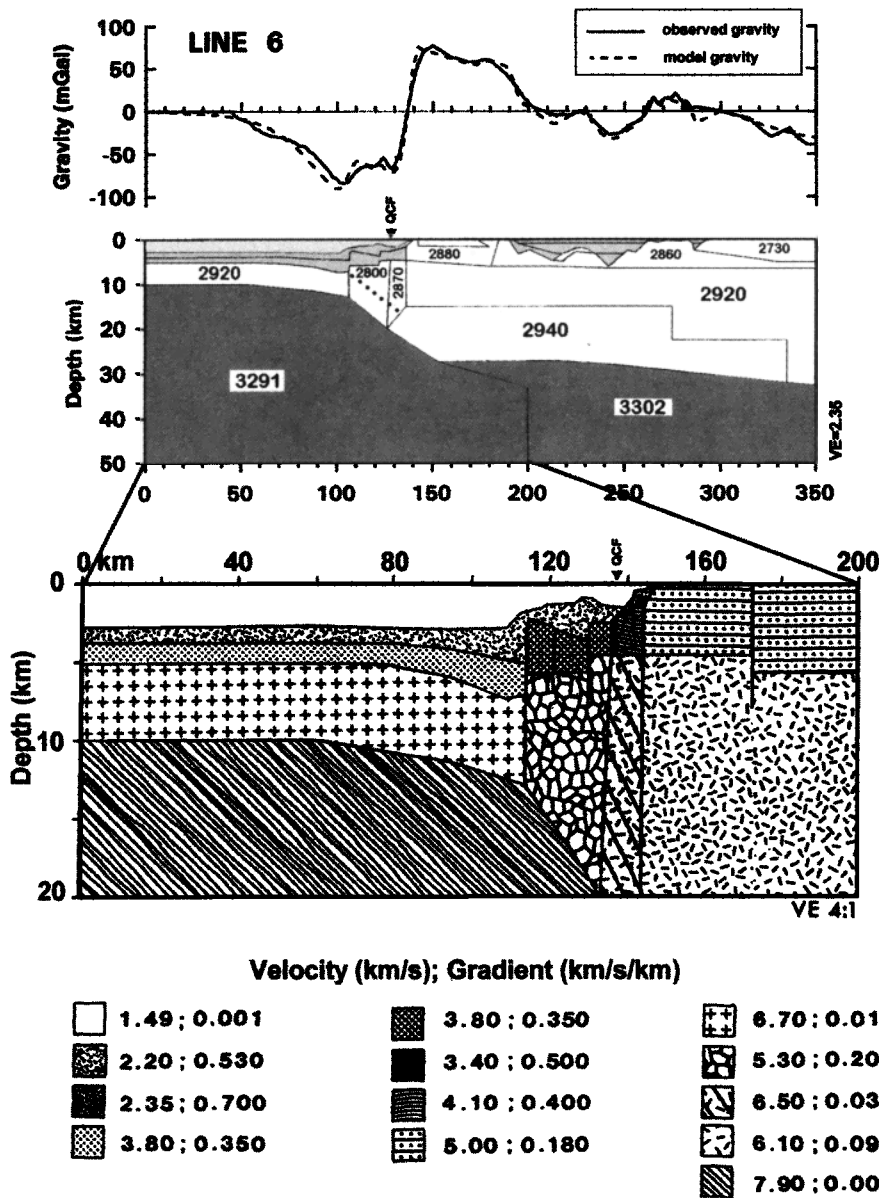 LINE 6
observed gravity
model gravity
Gravity (mGal)
100
50
0
-50
-100
QCF
Depth (km)
0
10
20
30
40
50
2920
2800
2870
2880
2860
2730
2920
2940
3291
3302
VE=2.35
0 50 100 150 200 250 300 350
0 km 40 80 120 160 200
QCF
Depth (km)
0
10
20
VE 4:1
Velocity (km/s); Gradient (km/s/km)
1.49 ; 0.001 3.80 ; 0.350 6.70 ; 0.01
2.20 ; 0.530 3.40 ; 0.500 5.30 ; 0.20
2.35 ; 0.700 4.10 ; 0.400 6.50 ; 0.03
3.80 ; 0.350 5.00 ; 0.180 6.10 ; 0.09
7.90 ; 0.00